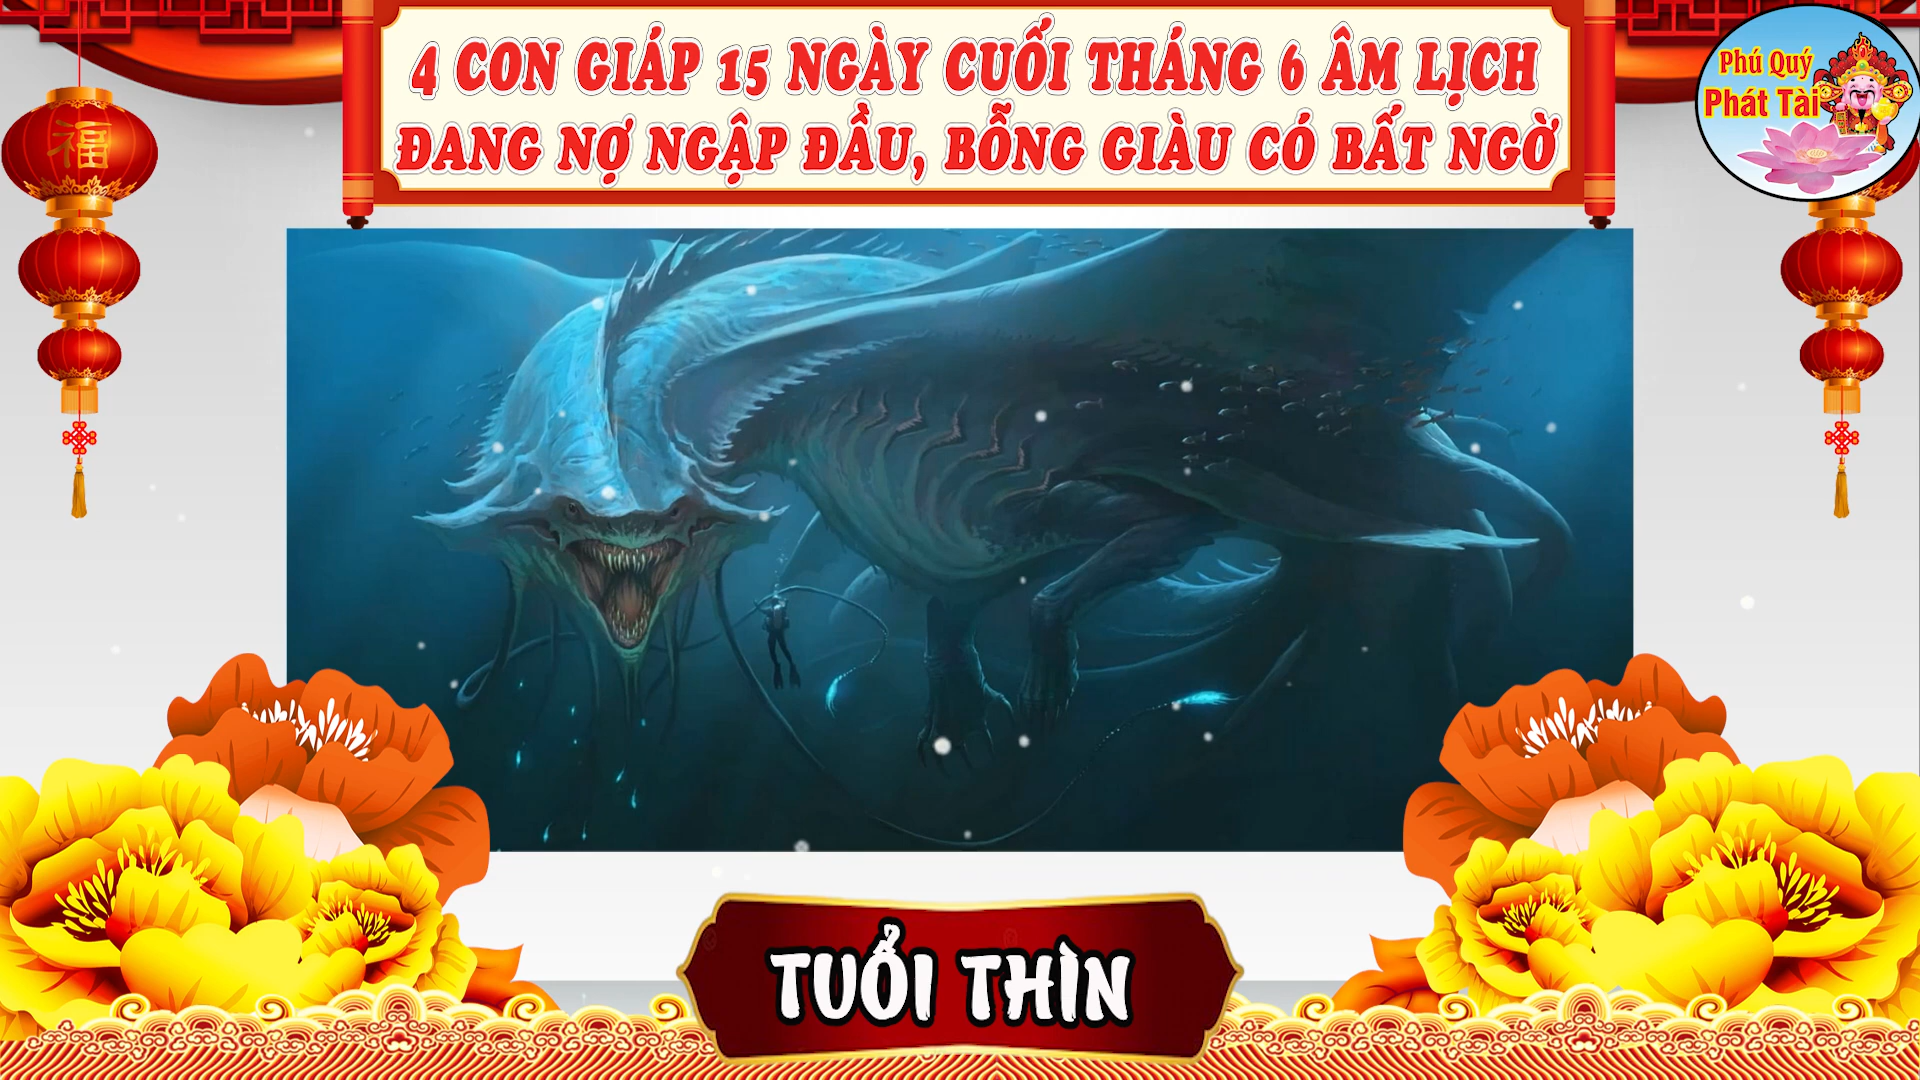 4 CON GIÁP 15 NGÀY CUỐI THÁNG 6 ÂM LỊCH
ĐANG NỢ NGẬP ĐẦU, BỖNG GIÀU CÓ BẤT NGỜ
Phú Quý
Phát Tài
福
TUỔI THÌN